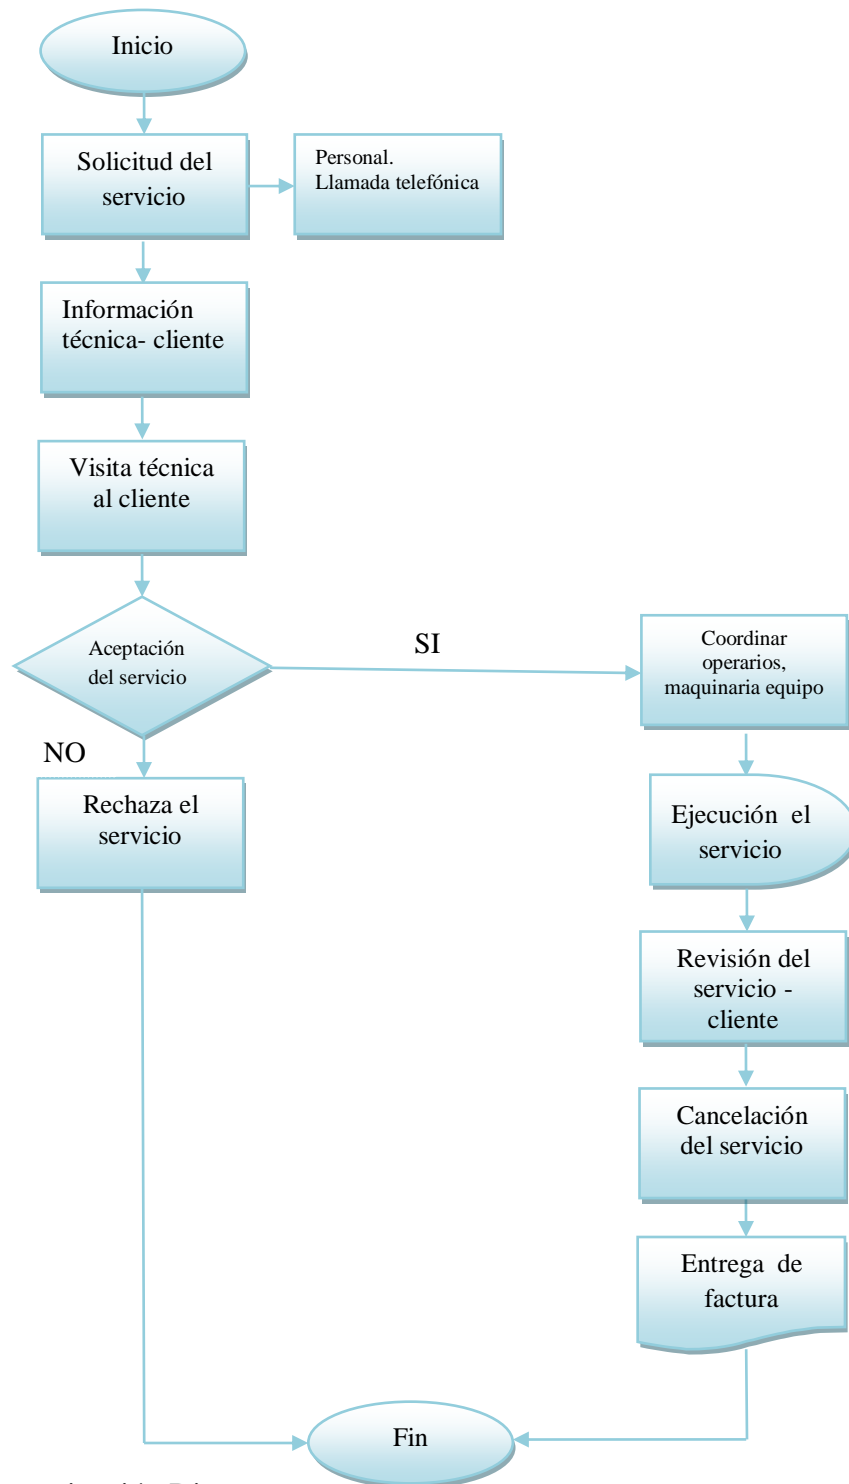 Inicio
Solicitud del
servicio
Personal.
Llamada telefónica
Información
técnica- cliente
Visita técnica
al cliente
Aceptación
del servicio
SI
Coordinar
operarios,
maquinaria equipo
NO
Rechaza el
servicio
Ejecución el
servicio
Revisión del
servicio -
cliente
Cancelación
del servicio
Entrega de
factura
Fin